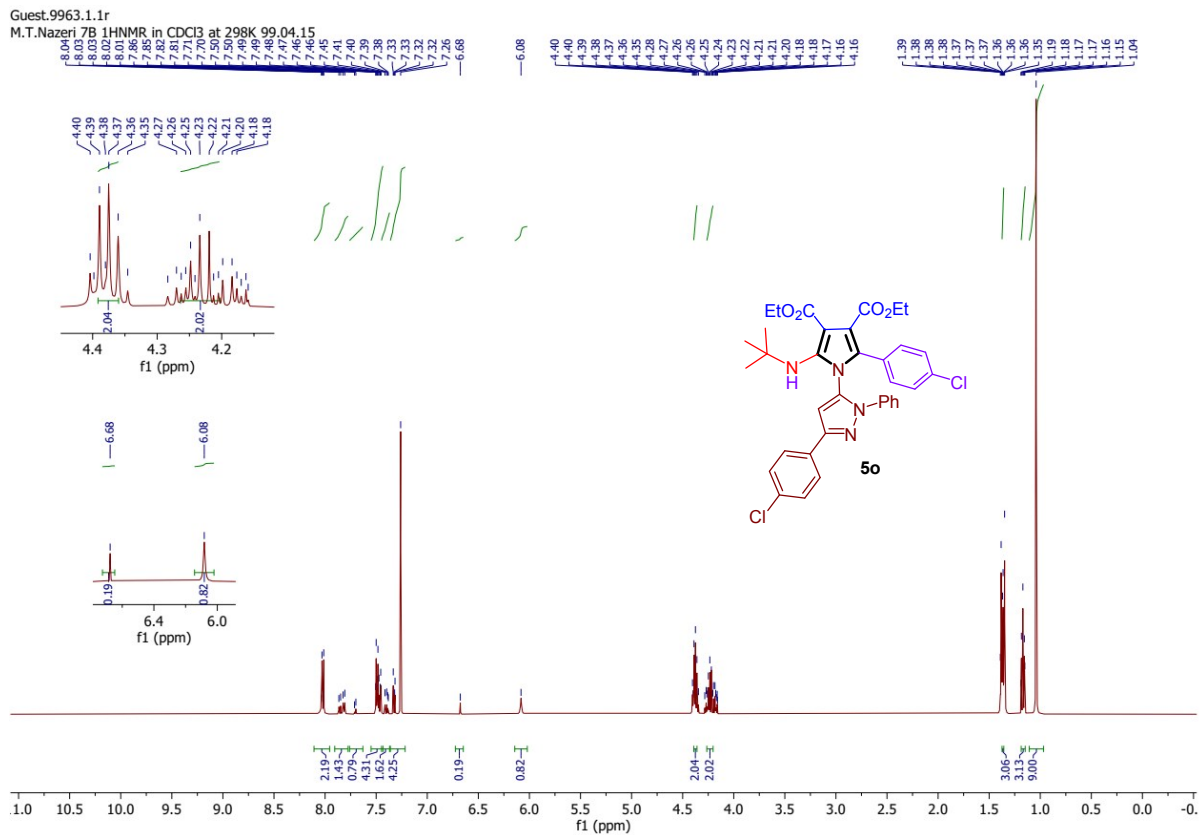 Guest.9963.1.1r
M.T.Nazeri 7B 1HNMR in CDCl3 at 298K 99.04.15
8.04 8.03 8.03 8.02 8.01 7.86 7.85 7.82 7.81 7.71 7.70 7.50 7.50 7.49 7.49 7.48 7.47 7.46 7.46 7.45 7.41 7.40 7.39 7.38 7.33 7.33 7.32 7.32 7.26 6.68 6.08 4.40 4.40 4.39 4.38 4.37 4.36 4.35 4.28 4.27 4.26 4.26 4.25 4.24 4.23 4.22 4.21 4.21 4.20 4.18 4.18 4.17 4.16 4.16 1.39 1.38 1.38 1.38 1.37 1.37 1.37 1.36 1.36 1.36 1.35 1.19 1.18 1.17 1.17 1.16 1.15 1.04
4.40 4.39 4.38 4.37 4.36 4.35 4.27 4.26 4.25 4.23 4.22 4.21 4.20 4.18 4.18
2.04 2.02
4.4 4.3 4.2
f1 (ppm)
EtO2C CO2Et
N
H
Cl
N
N Ph
N
5o
Cl
6.68 6.08
0.19 0.82
6.4 6.0
f1 (ppm)
2.19 1.43 0.79 4.31 1.62 4.25 0.19 0.82 2.04 2.02 3.06 3.13 9.00
1.0 10.5 10.0 9.5 9.0 8.5 8.0 7.5 7.0 6.5 6.0 5.5 5.0 4.5 4.0 3.5 3.0 2.5 2.0 1.5 1.0 0.5 0.0 -0.
f1 (ppm)